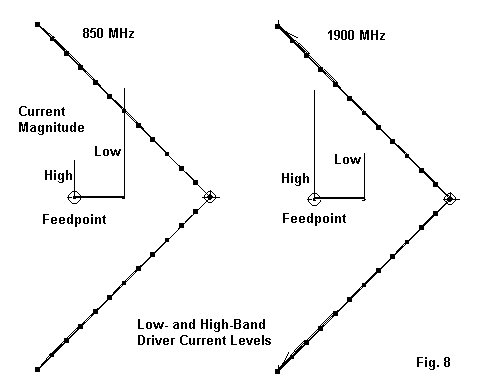 850 MHz
1900 MHz
Current
Magnitude
Low
High
Feedpoint
Low
High
Feedpoint
Low- and High-Band
Driver Current Levels
Fig. 8